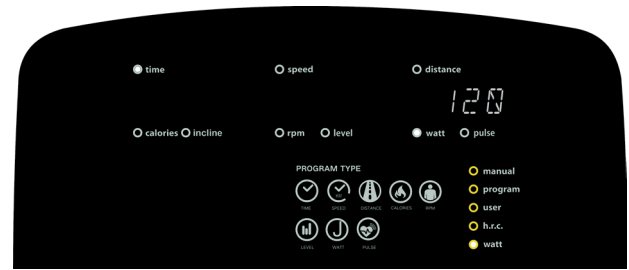 time speed distance
120
calories incline rpm level watt pulse
PROGRAM TYPE
manual
program
TIME SPEED DISTANCE CALORIES RPM
user
h.r.c.
LEVEL WATT PULSE
watt